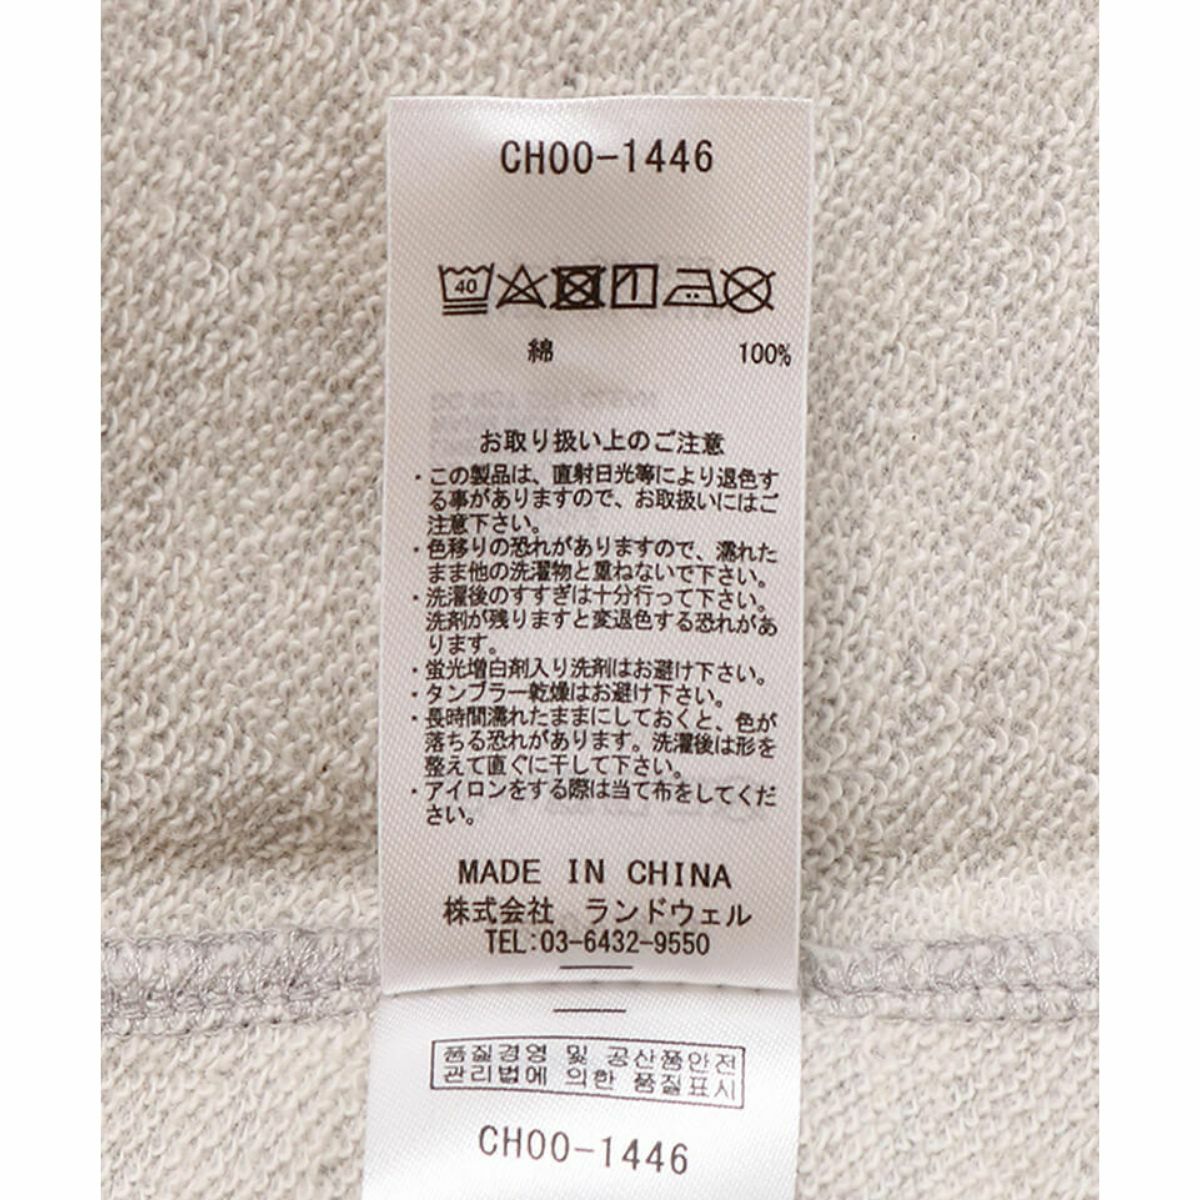 CH00-1446
40
綿 100%
お取り扱い上のご注意
・この製品は、直射日光等により退色す
る事がありますので、お取扱いにはご
注意下さい。
・色移りの恐れがありますので、濡れた
まま他の洗濯物と重ねないで下さい。
・洗濯後のすすぎは十分行って下さい。
洗剤が残りますと変退色する恐れがあ
ります。
・蛍光増白剤入り洗剤はお避け下さい。
・タンブラー乾燥はお避け下さい。
・長時間濡れたままにしておくと、色が
落ちる恐れがあります。洗濯後は形を
整えて直ぐに干して下さい。
・アイロンをする際は当て布をしてくだ
さい。
MADE IN CHINA
株式会社 ランドウェル
TEL:03-6432-9550
품질경영 및 공산품안전
관리법에 의한 품질표시
CH00-1446